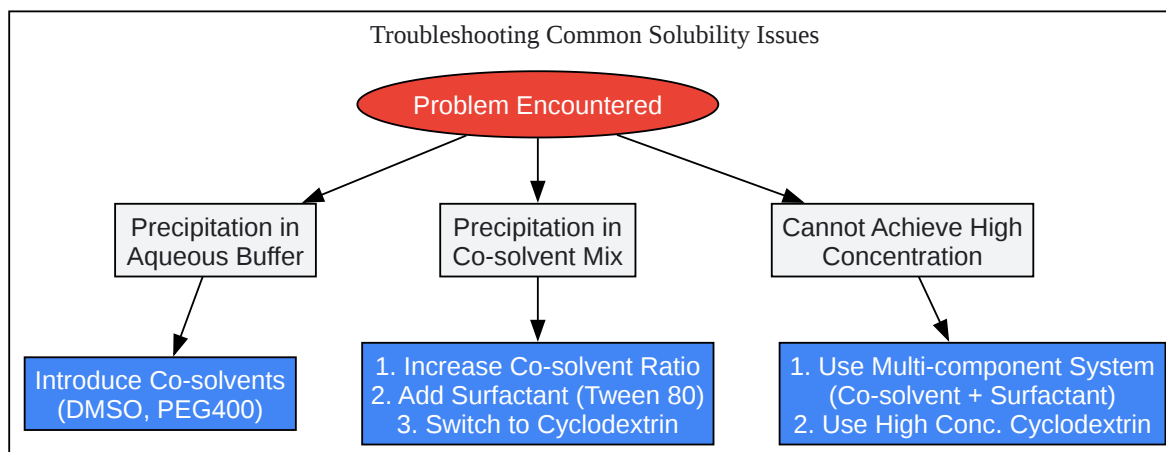 Troubleshooting Common Solubility Issues
Problem Encountered
Precipitation in
Aqueous Buffer
Precipitation in
Co-solvent Mix
Cannot Achieve High
Concentration
Introduce Co-solvents
(DMSO, PEG400)
1. Increase Co-solvent Ratio
2. Add Surfactant (Tween 80)
3. Switch to Cyclodextrin
1. Use Multi-component System
(Co-solvent + Surfactant)
2. Use High Conc. Cyclodextrin